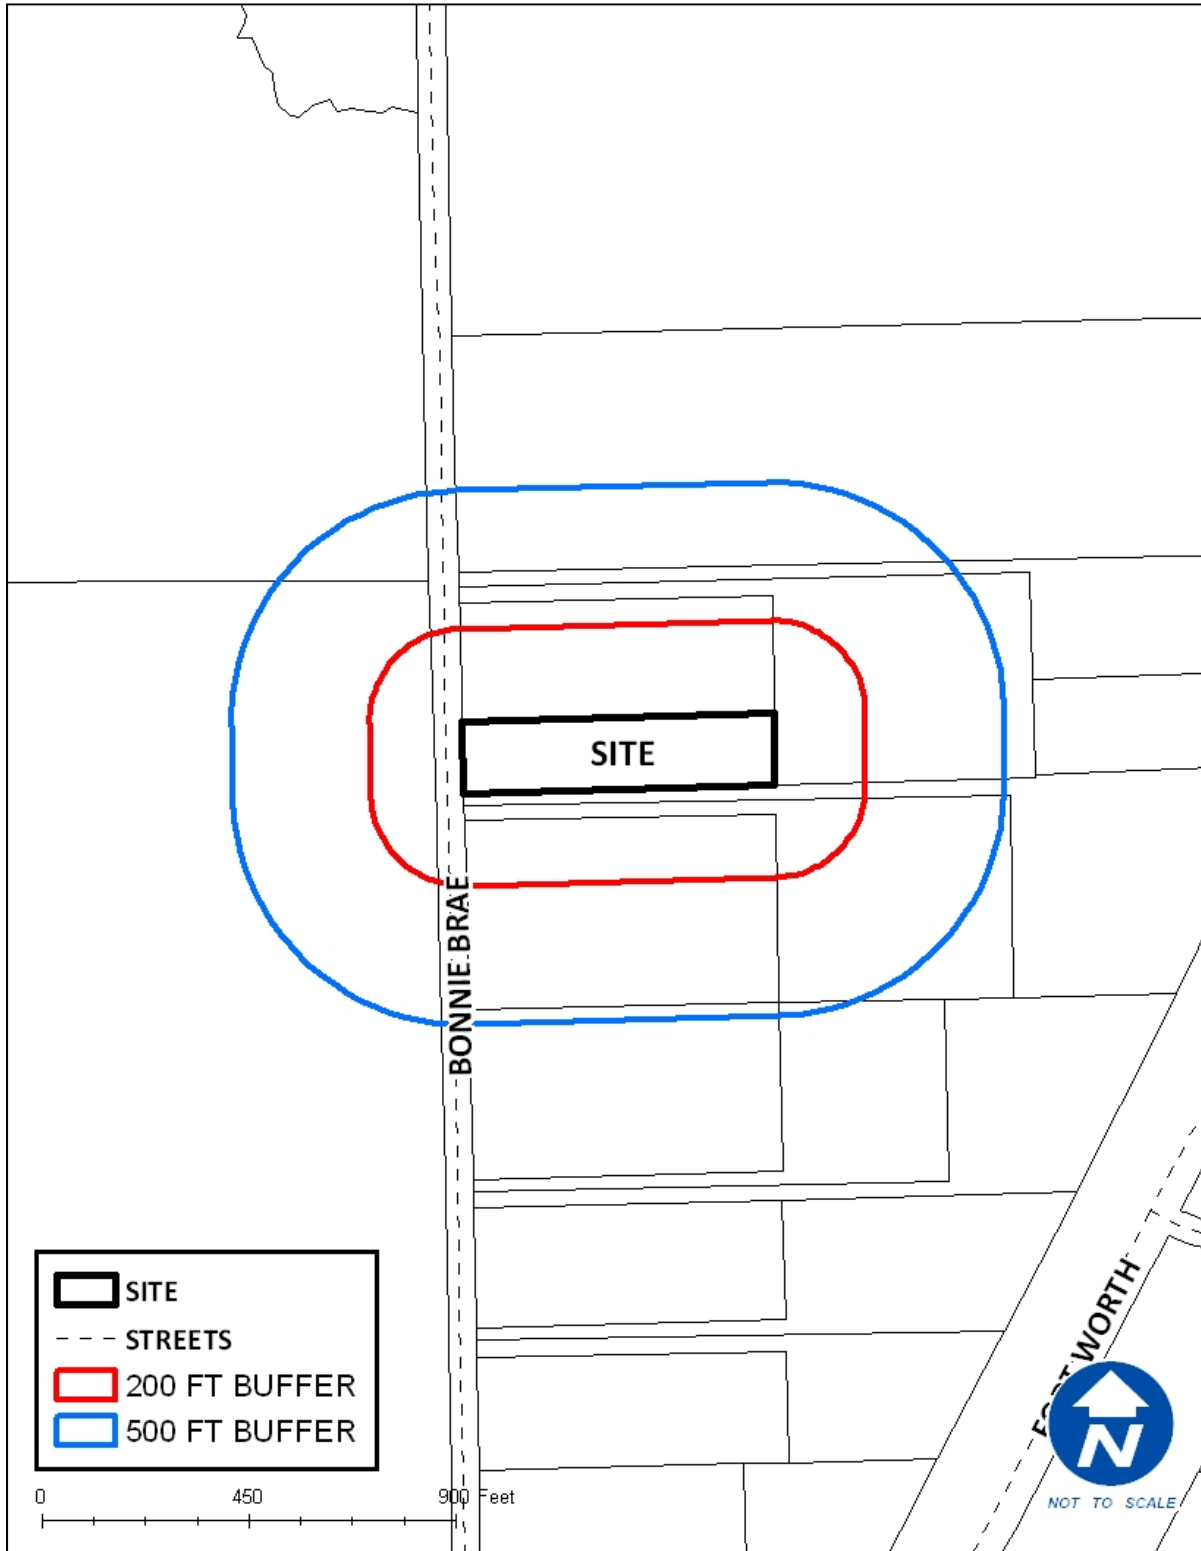 SITE
BONNIE BRAE
SITE
STREETS
200 FT BUFFER
500 FT BUFFER
0 450 900 Feet
FORT WORTH
N
NOT TO SCALE